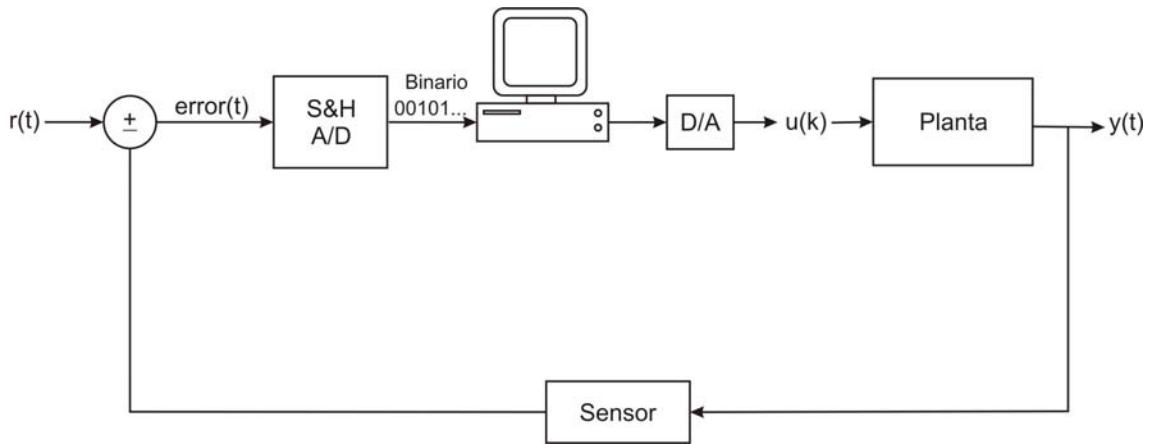 r(t)
±
error(t)
S&H
A/D
Binario
00101...
D/A
u(k)
Planta
y(t)
Sensor